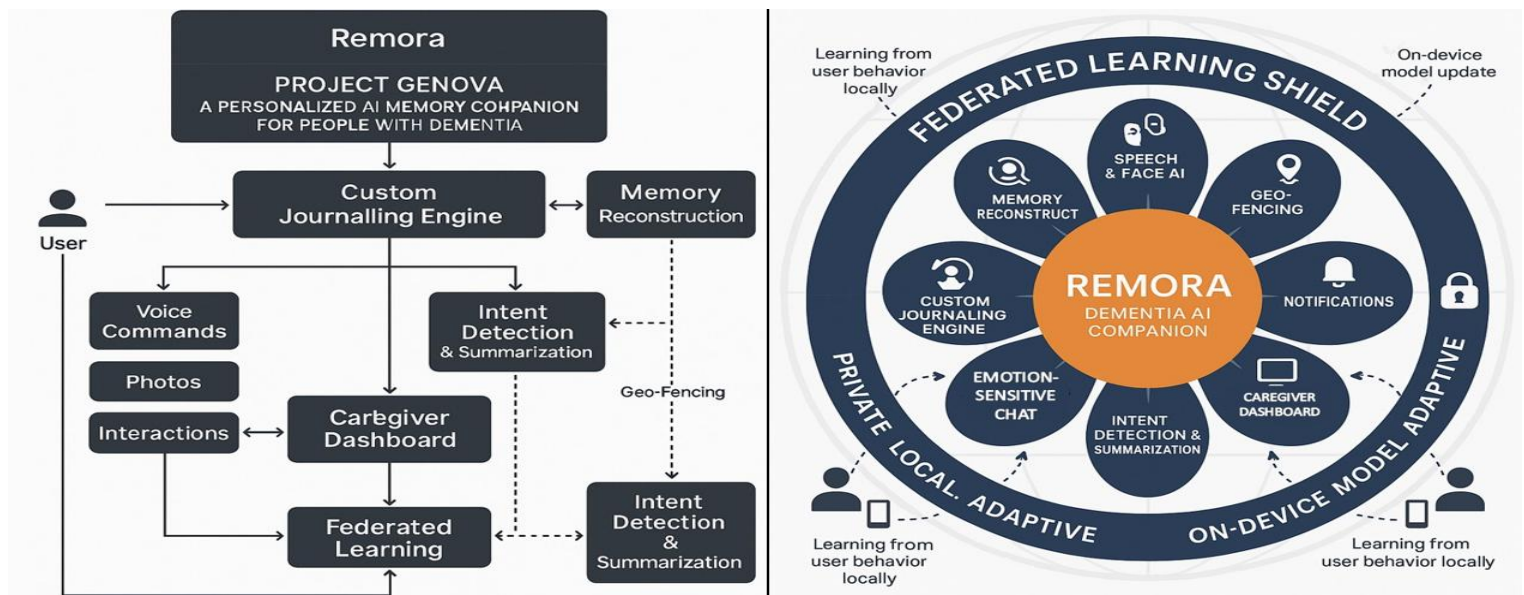 Remora
PROJECT GENOVA
A PERSONALIZED AI MEMORY COMPANION
FOR PEOPLE WITH DEMENTIA
Custom
Journalling Engine
Memory
Reconstruction
User
Voice
Commands
Intent
Detection
& Summarization
Photos
Geo-Fencing
Interactions
Caregiver
Dashboard
Federated
Learning
Intent
Detection
&
Summarization
Learning from
user behavior
locally
On-device
model update
FEDERATED LEARNING SHIELD
SPEECH
& FACE AI
MEMORY
RECONSTRUCT
GEO-
FENCING
CUSTOM
JOURNALING
ENGINE
REMORA
DEMENTIA AI
COMPANION
NOTIFICATIONS
EMOTION-
SENSITIVE
CHAT
INTENT
DETECTION &
SUMMARIZATION
CAREGIVER
DASHBOARD
PRIVATE LOCAL. ADAPTIVE
ON-DEVICE MODEL ADAPTIVE
Learning from
user behavior
locally
Learning from
user behavior locally